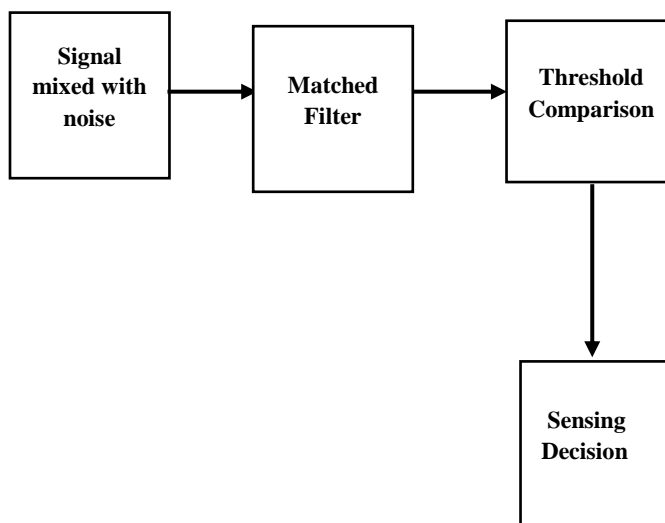 Signal
mixed with
noise
Matched
Filter
Threshold
Comparison
Sensing
Decision